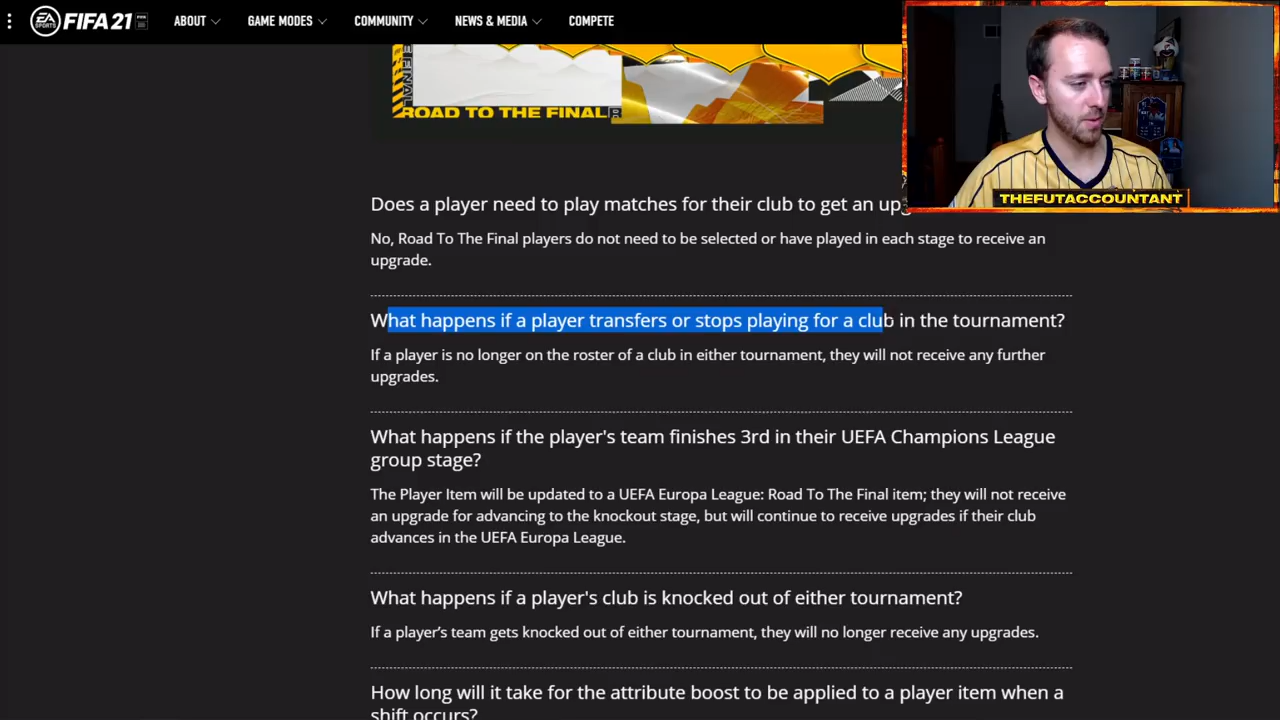 EA SPORTS FIFA 21
ABOUT GAME MODES COMMUNITY NEWS & MEDIA COMPETE
ROAD TO THE FINAL
THEFUTACCOUNTANT
Does a player need to play matches for their club to get an
No, Road To The Final players do not need to be selected or have played in each stage to receive an
upgrade.
What happens if a player transfers or stops playing for a club in the tournament?
If a player is no longer on the roster of a club in either tournament, they will not receive any further
upgrades.
What happens if the player's team finishes 3rd in their UEFA Champions League
group stage?
The Player Item will be updated to a UEFA Europa League: Road To The Final item; they will not receive
an upgrade for advancing to the knockout stage, but will continue to receive upgrades if their club
advances in the UEFA Europa League.
What happens if a player's club is knocked out of either tournament?
If a player’s team gets knocked out of either tournament, they will no longer receive any upgrades.
How long will it take for the attribute boost to be applied to a player item when a
shift occurs?